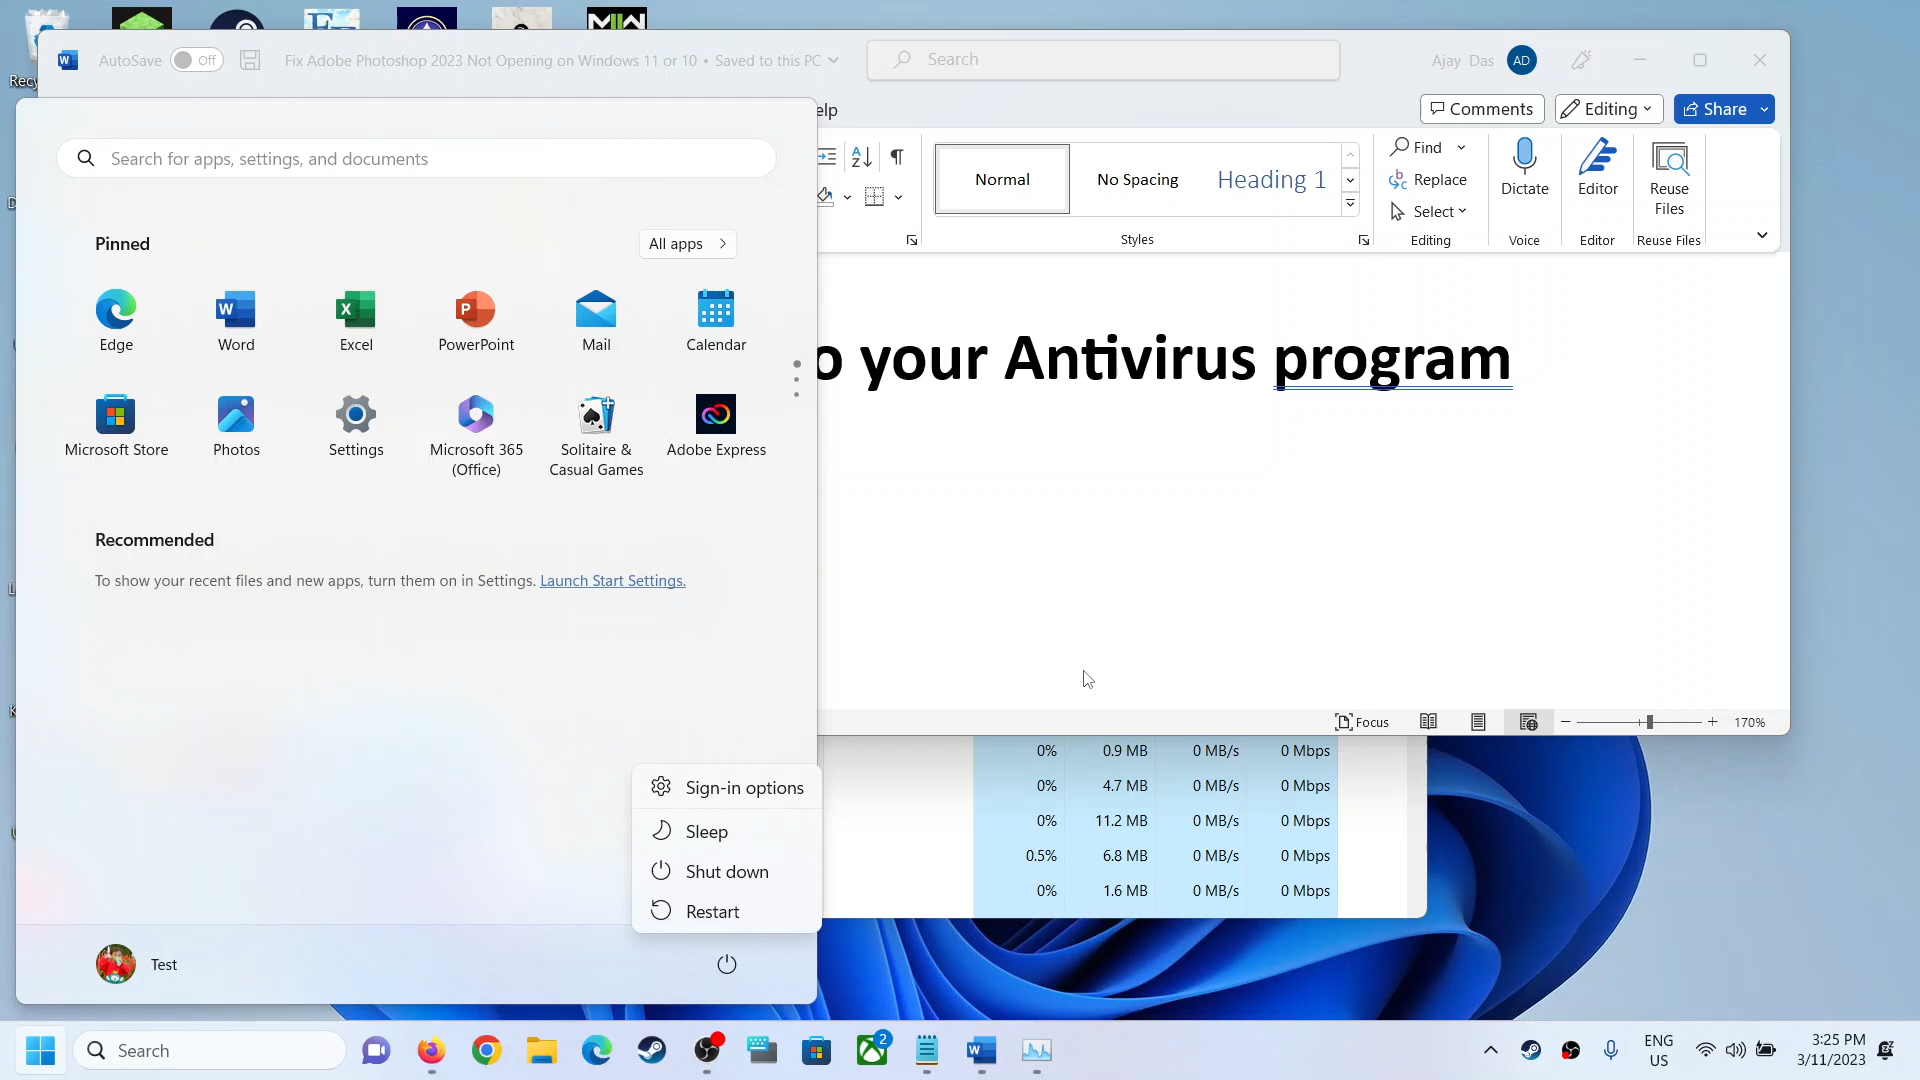 AutoSave Off Fix Adobe Photoshop 2023 Not Opening on Windows 11 or 10 • Saved to this PC Search Ajay Das AD
Comments Editing Share
Search for apps, settings, and documents
Normal No Spacing Heading 1
Find
Replace
Select
Dictate
Editor
Reuse Files
Styles Editing Voice Editor Reuse Files
Pinned All apps
Edge Word Excel PowerPoint Mail Calendar
o your Antivirus program
Microsoft Store Photos Settings Microsoft 365 (Office) Solitaire & Casual Games Adobe Express
Recommended
To show your recent files and new apps, turn them on in Settings. Launch Start Settings.
Focus 170%
0% 0.9 MB 0 MB/s 0 Mbps
0% 4.7 MB 0 MB/s 0 Mbps
0% 11.2 MB 0 MB/s 0 Mbps
0.5% 6.8 MB 0 MB/s 0 Mbps
0% 1.6 MB 0 MB/s 0 Mbps
Sign-in options
Sleep
Shut down
Restart
Test
Search
2
ENG
US
3:25 PM
3/11/2023